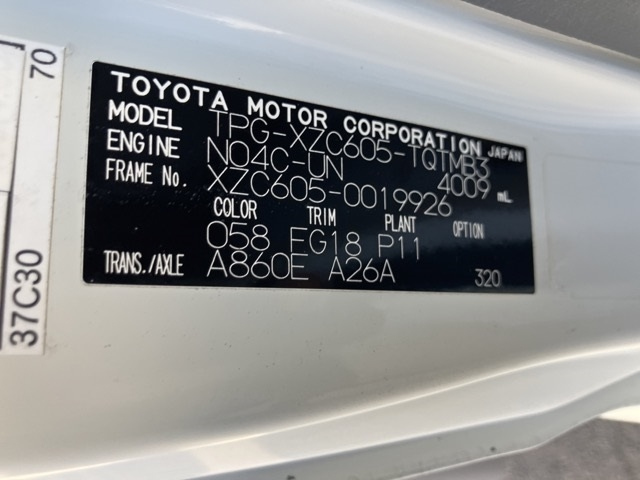 TOYOTA MOTOR CORPORATION JAPAN
MODEL TPG-XZC605-TQTMB3
ENGINE N04C-UN 4009 mL
FRAME No. XZC605-0019926
COLOR TRIM PLANT OPTION
058 EG18 P11
TRANS./AXLE A860E A26A 320
37C30 70